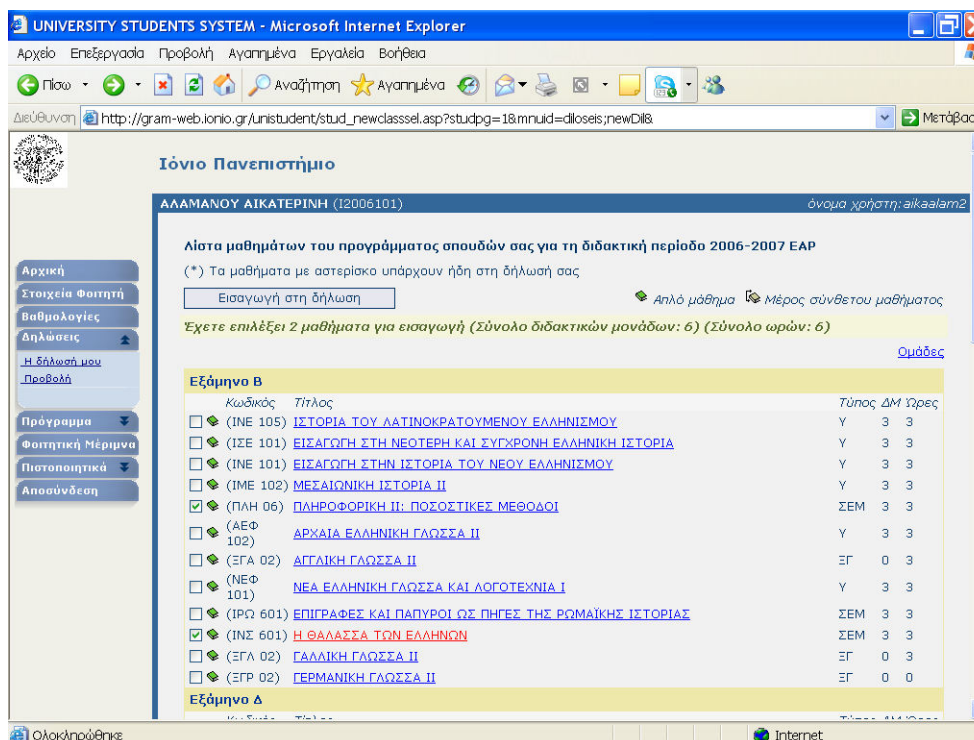 UNIVERSITY STUDENTS SYSTEM - Microsoft Internet Explorer
Αρχείο Επεξεργασία Προβολή Αγαπημένα Εργαλεία Βοήθεια
Πίσω Αναζήτηση Αγαπημένα
Διεύθυνση http://gram-web.ionio.gr/unistudent/stud_newclasssel.asp?studpg=1&mnuid=diloseis;newDil& Μετάβασ
Ιόνιο Πανεπιστήμιο
ΑΛΑΜΑΝΟΥ ΑΙΚΑΤΕΡΙΝΗ (Ι2006101) όνομα χρήστη: aikaalam2
Λίστα μαθημάτων του προγράμματος σπουδών σας για τη διδακτική περίοδο 2006-2007 ΕΑΡ
(*) Τα μαθήματα με αστερίσκο υπάρχουν ήδη στη δήλωσή σας
Εισαγωγή στη δήλωση Απλό μάθημα Μέρος σύνθετου μαθήματος
Έχετε επιλέξει 2 μαθήματα για εισαγωγή (Σύνολο διδακτικών μονάδων: 6) (Σύνολο ωρών: 6)
Ομάδες
Αρχική
Στοιχεία Φοιτητή
Βαθμολογίες
Δηλώσεις
Η δήλωσή μου
Προβολή
Πρόγραμμα
Φοιτητική Μέριμνα
Πιστοποιητικά
Αποσύνδεση
Εξάμηνο Β
Κωδικός Τίτλος Τύπος ΔΜ Ώρες
(ΙΝΕ 105) ΙΣΤΟΡΙΑ ΤΟΥ ΛΑΤΙΝΟΚΡΑΤΟΥΜΕΝΟΥ ΕΛΛΗΝΙΣΜΟΥ Υ 3 3
(ΙΣΕ 101) ΕΙΣΑΓΩΓΗ ΣΤΗ ΝΕΟΤΕΡΗ ΚΑΙ ΣΥΓΧΡΟΝΗ ΕΛΛΗΝΙΚΗ ΙΣΤΟΡΙΑ Υ 3 3
(ΙΝΕ 101) ΕΙΣΑΓΩΓΗ ΣΤΗΝ ΙΣΤΟΡΙΑ ΤΟΥ ΝΕΟΥ ΕΛΛΗΝΙΣΜΟΥ Υ 3 3
(ΙΜΕ 102) ΜΕΣΑΙΩΝΙΚΗ ΙΣΤΟΡΙΑ ΙΙ Υ 3 3
(ΠΛΗ 06) ΠΛΗΡΟΦΟΡΙΚΗ ΙΙ: ΠΟΣΟΣΤΙΚΕΣ ΜΕΘΟΔΟΙ ΣΕΜ 3 3
(ΑΕΦ 102) ΑΡΧΑΙΑ ΕΛΛΗΝΙΚΗ ΓΛΩΣΣΑ ΙΙ Υ 3 3
(ΞΓΑ 02) ΑΓΓΛΙΚΗ ΓΛΩΣΣΑ ΙΙ ΞΓ 0 3
(ΝΕΦ 101) ΝΕΑ ΕΛΛΗΝΙΚΗ ΓΛΩΣΣΑ ΚΑΙ ΛΟΓΟΤΕΧΝΙΑ Ι Υ 3 3
(ΙΡΩ 601) ΕΠΙΓΡΑΦΕΣ ΚΑΙ ΠΑΠΥΡΟΙ ΩΣ ΠΗΓΕΣ ΤΗΣ ΡΩΜΑΪΚΗΣ ΙΣΤΟΡΙΑΣ ΣΕΜ 3 3
(ΙΝΣ 601) Η ΘΑΛΑΣΣΑ ΤΩΝ ΕΛΛΗΝΩΝ ΣΕΜ 3 3
(ΞΓΛ 02) ΓΑΛΛΙΚΗ ΓΛΩΣΣΑ ΙΙ ΞΓ 0 3
(ΞΓΡ 02) ΓΕΡΜΑΝΙΚΗ ΓΛΩΣΣΑ ΙΙ ΞΓ 0 0
Εξάμηνο Δ
Ολοκληρώθηκε Internet